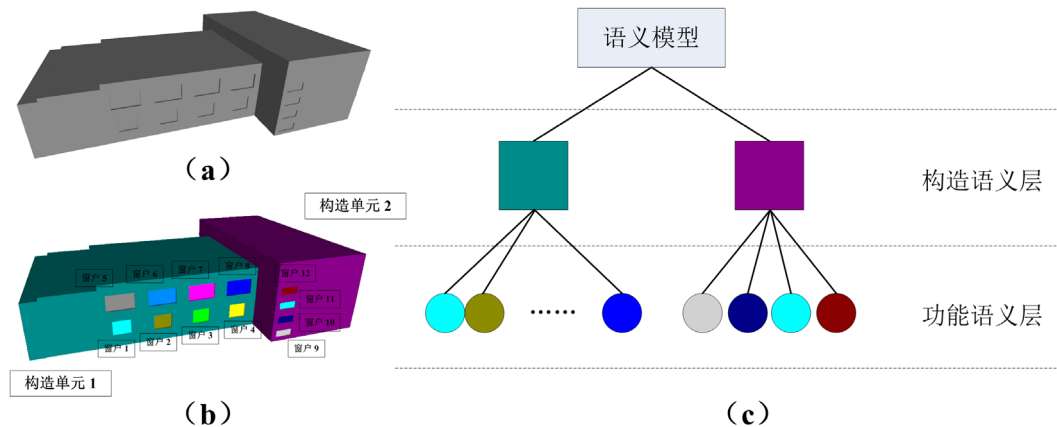 (a)
构造单元 2
窗户 5
窗户 6
窗户 7
窗户 8
窗户 12
窗户 11
窗户 10
窗户 9
窗户 1
窗户 2
窗户 3
窗户 4
构造单元 1
(b)
语义模型
构造语义层
......
功能语义层
(c)